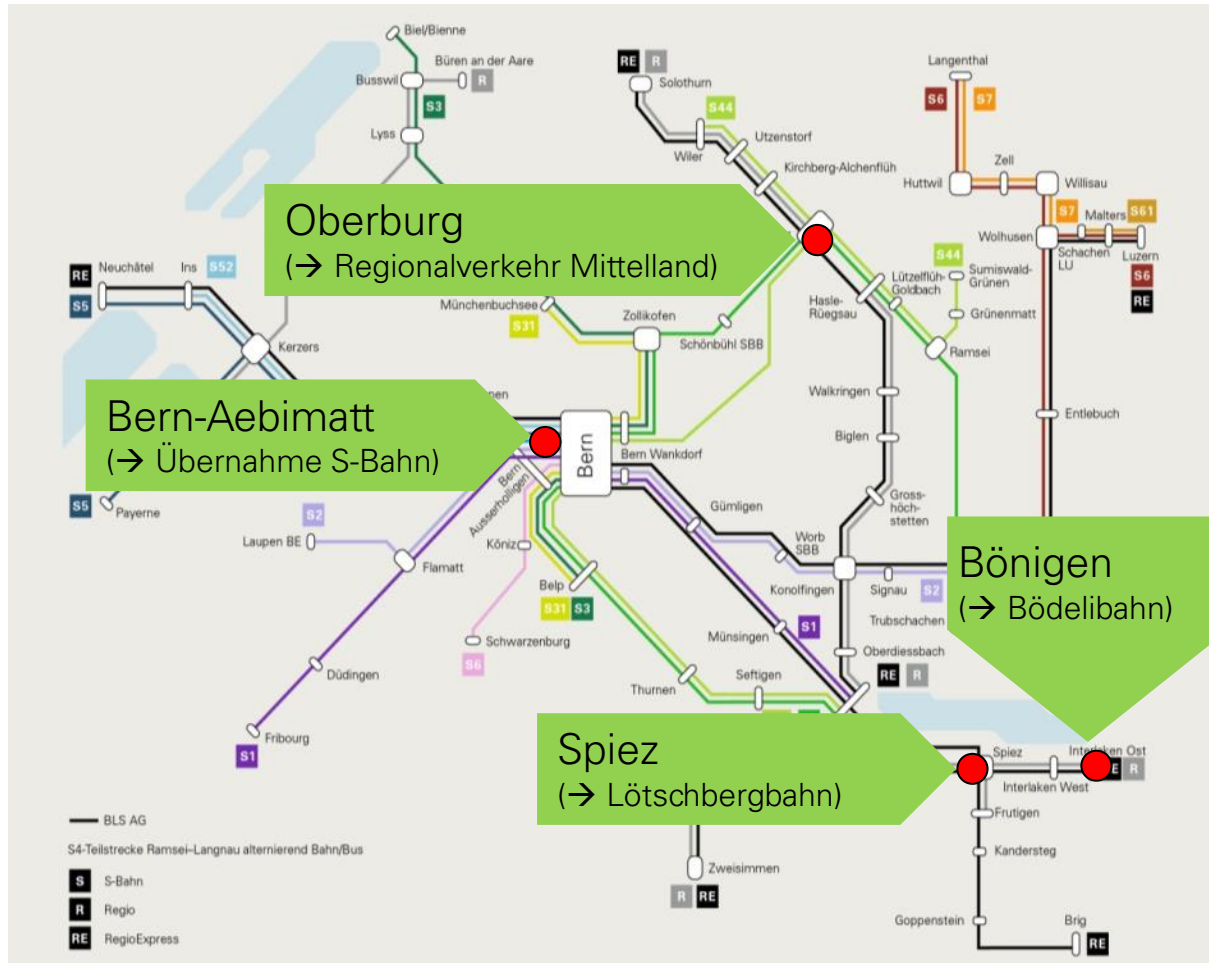 Biel/Bienne
Büren an der Aare
Busswil
R
S3
Lyss
RE R
Solothurn
S44
Wiler
Utzenstorf
Kirchberg-Alchenflüh
Langenthal
S6
S7
Zell
Huttwil
Willisau
S7
Malters
S61
Wolhusen
Schachen
LU
Luzern
S6
RE
Oberburg
(→ Regionalverkehr Mittelland)
RE
Neuchâtel
Ins
S52
S5
Kerzers
Münchenbuchsee
S31
Zollikofen
Schönbühl SBB
Hasle-
Rüegsau
Lützelflüh-
Goldbach
S44
Sumiswald-
Grünen
Grünenmatt
Ramsei
Walkringen
Biglen
Entlebuch
Bern-Aebimatt
(→ Übernahme S-Bahn)
nen
Bern
Bern Wankdorf
Bern
Ausserholligen
S5
Payerne
S2
Laupen BE
Flamatt
Köniz
Belp
S31
S3
Schwarzenburg
S6
Gümligen
Gross-
höch-
stetten
Worb
SBB
Konolfingen
Signau
S2
Trubschachen
Münsingen
S1
Oberdiessbach
RE R
Bönigen
(→ Bödelibahn)
Düdingen
S1
Fribourg
Thurnen
Seftigen
Spiez
(→ Lötschbergbahn)
Spiez
Interlaken Ost
E R
Interlaken West
Frutigen
Kandersteg
Zweisimmen
R RE
Goppenstein
Brig
RE
BLS AG
S4-Teilstrecke Ramsei–Langnau alternierend Bahn/Bus
S S-Bahn
R Regio
RE RegioExpress